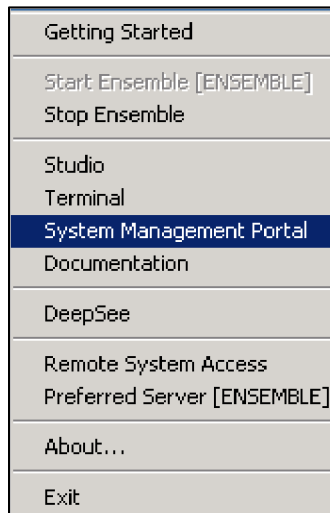 Getting Started
Start Ensemble [ENSEMBLE]
Stop Ensemble
Studio
Terminal
System Management Portal
Documentation
DeepSee
Remote System Access
Preferred Server [ENSEMBLE]
About...
Exit